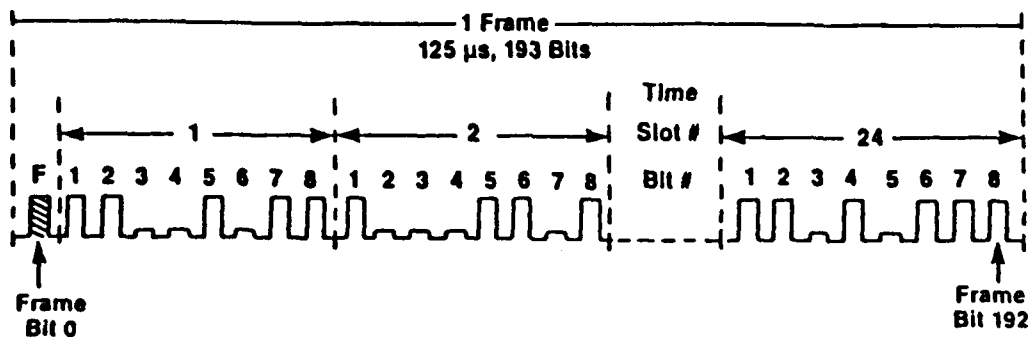 1 Frame
125 µs, 193 Bits
Time
1 2 Slot # 24
F 1 2 3 4 5 6 7 8 1 2 3 4 5 6 7 8 Bit # 1 2 3 4 5 6 7 8
Frame
Bit 0
Frame
Bit 192